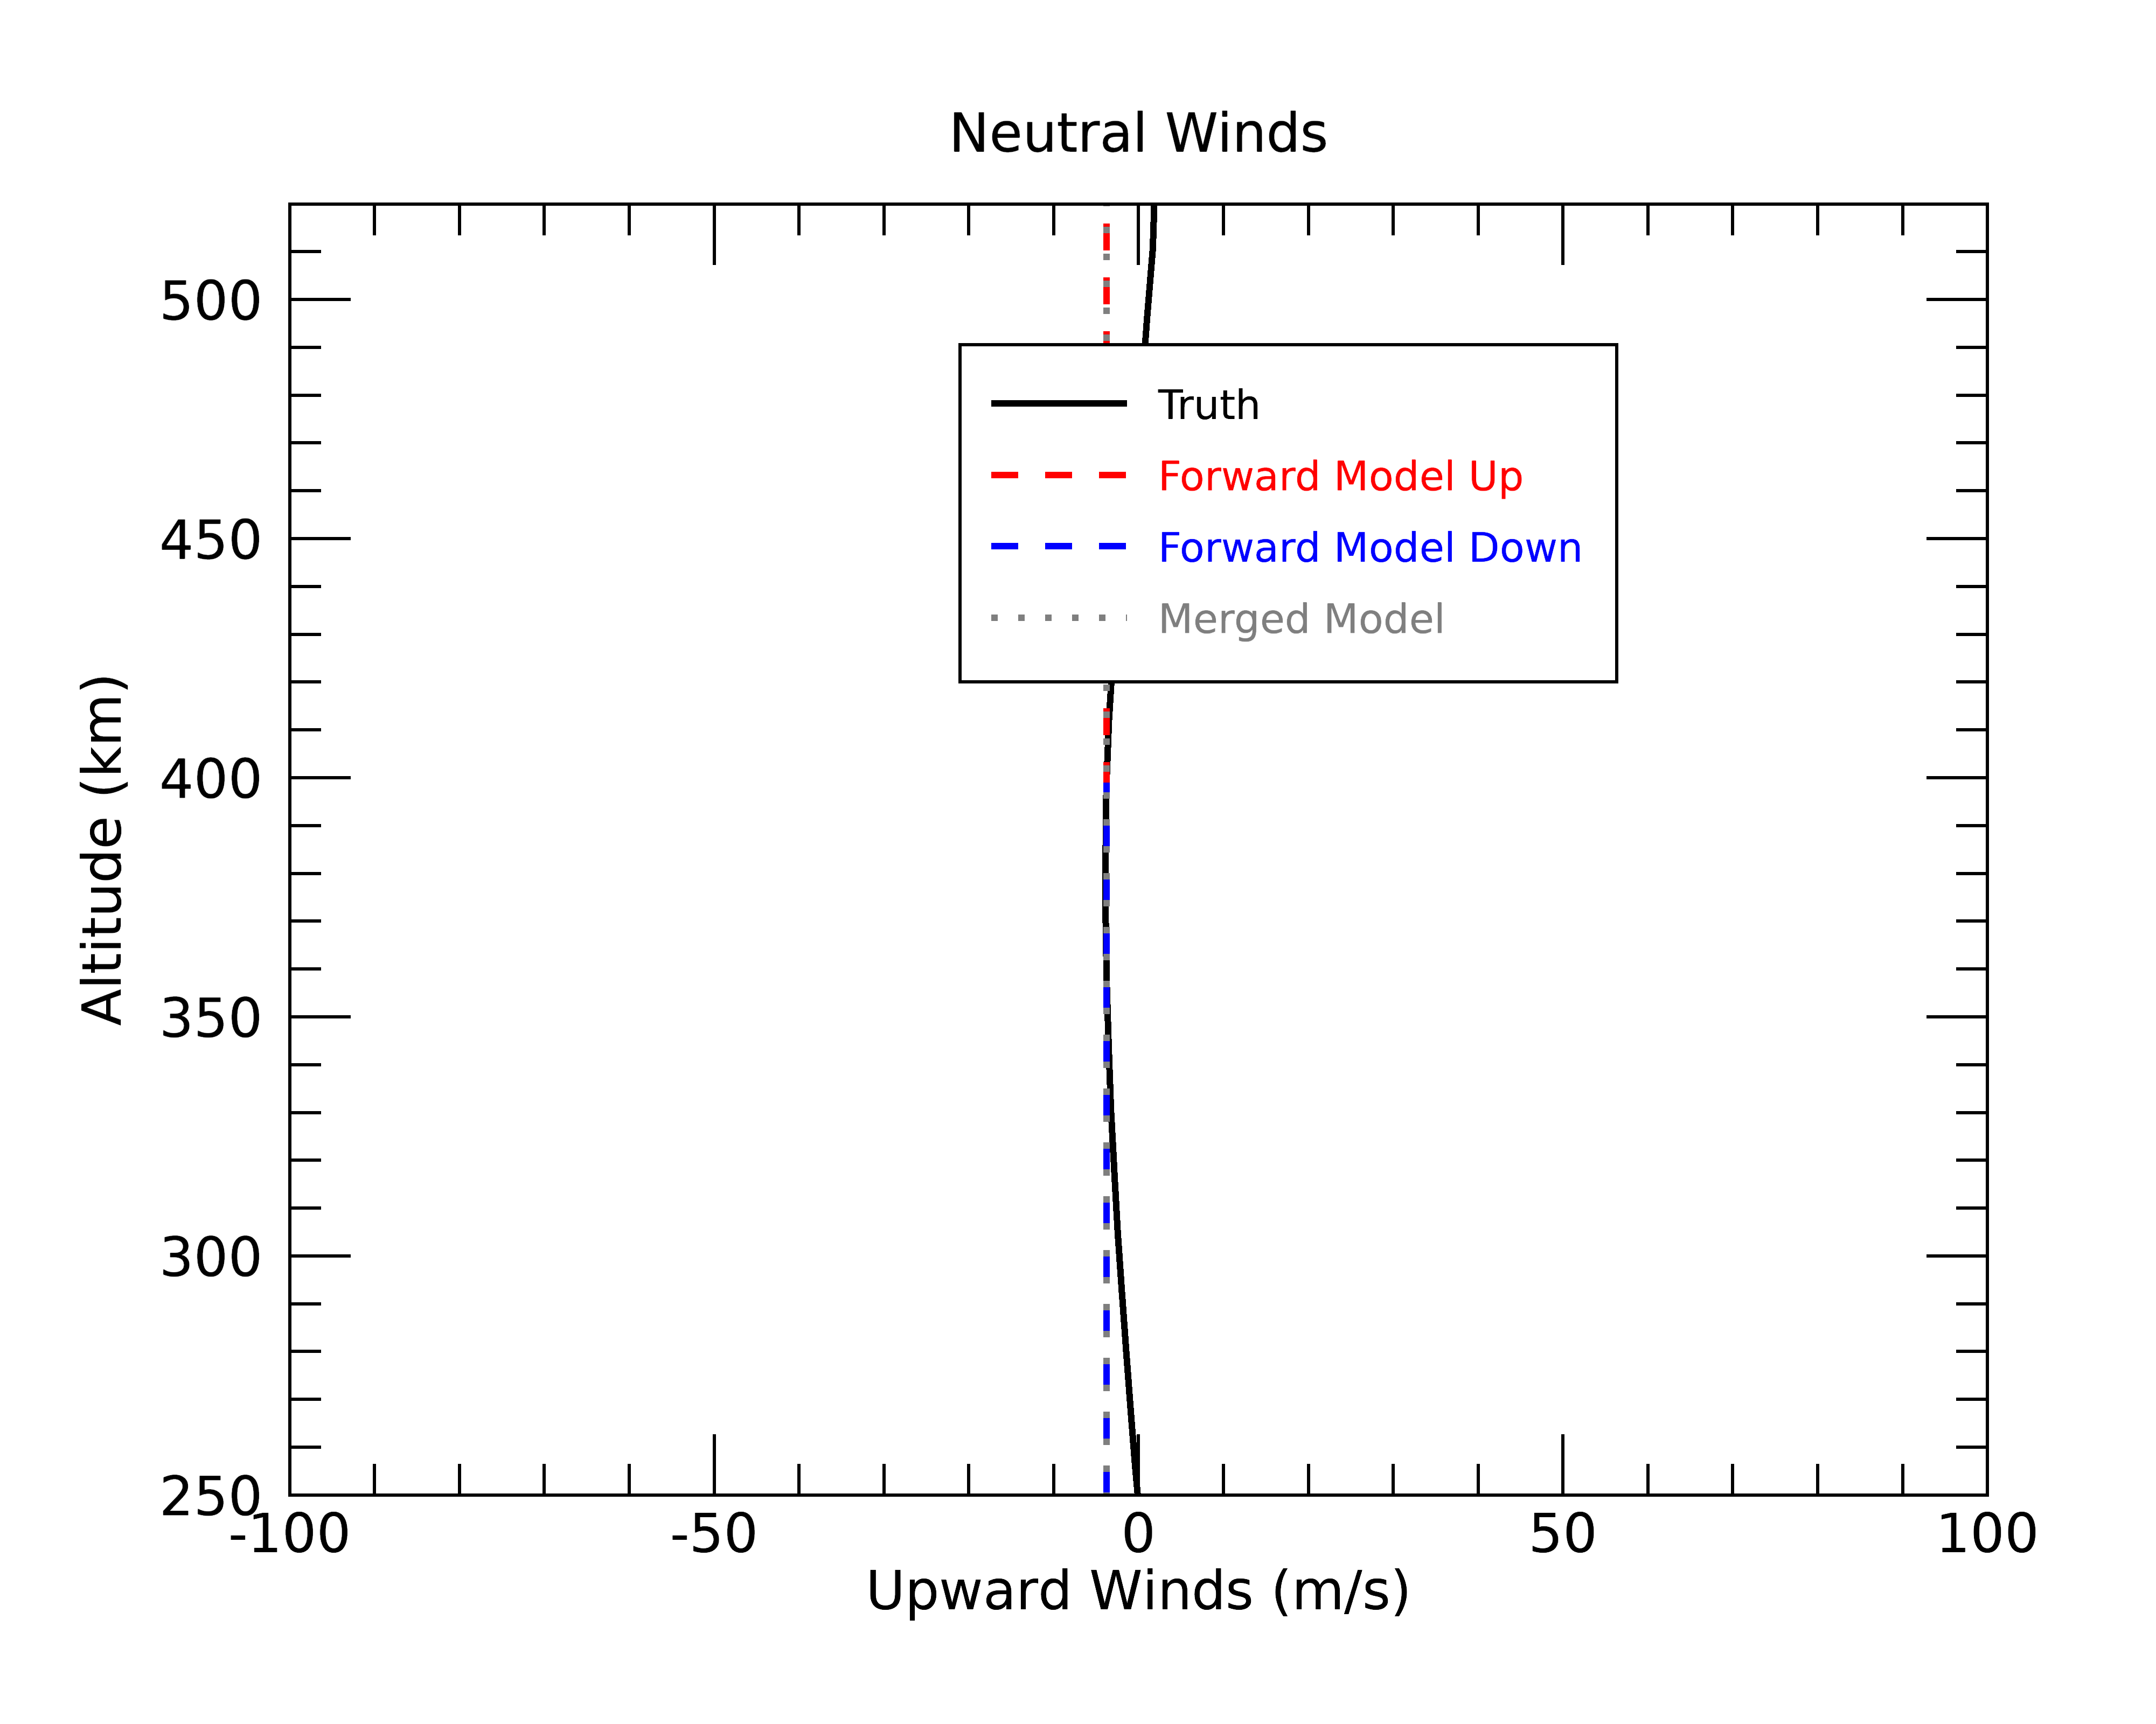 Neutral Winds
500
450
400
350
300
250
Altitude (km)
Truth
Forward Model Up
Forward Model Down
Merged Model
-100 -50 0 50 100
Upward Winds (m/s)